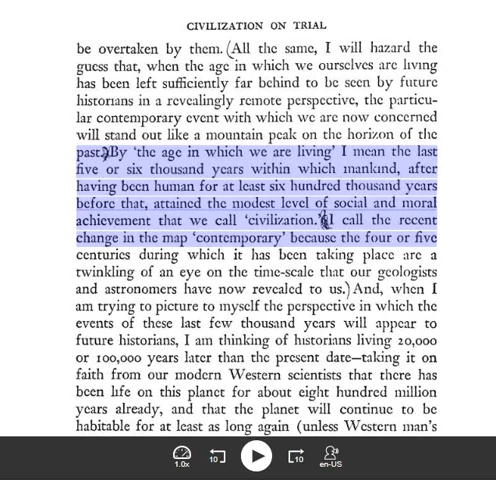 CIVILIZATION ON TRIAL
be overtaken by them. (All the same, I will hazard the
guess that, when the age in which we ourselves are living
has been left sufficiently far behind to be seen by future
historians in a revealingly remote perspective, the particu-
lar contemporary event with which we are now concerned
will stand out like a mountain peak on the horizon of the
past.) By 'the age in which we are living' I mean the last
five or six thousand years within which mankind, after
having been human for at least six hundred thousand years
before that, attained the modest level of social and moral
achievement that we call 'civilization.' (I call the recent
change in the map 'contemporary' because the four or five
centuries during which it has been taking place are a
twinkling of an eye on the time-scale that our geologists
and astronomers have now revealed to us.) And, when I
am trying to picture to myself the perspective in which the
events of these last few thousand years will appear to
future historians, I am thinking of historians living 20,000
or 100,000 years later than the present date—taking it on
faith from our modern Western scientists that there has
been life on this planet for about eight hundred million
years already, and that the planet will continue to be
habitable for at least as long again (unless Western man's
1.0x 10 10 en-US